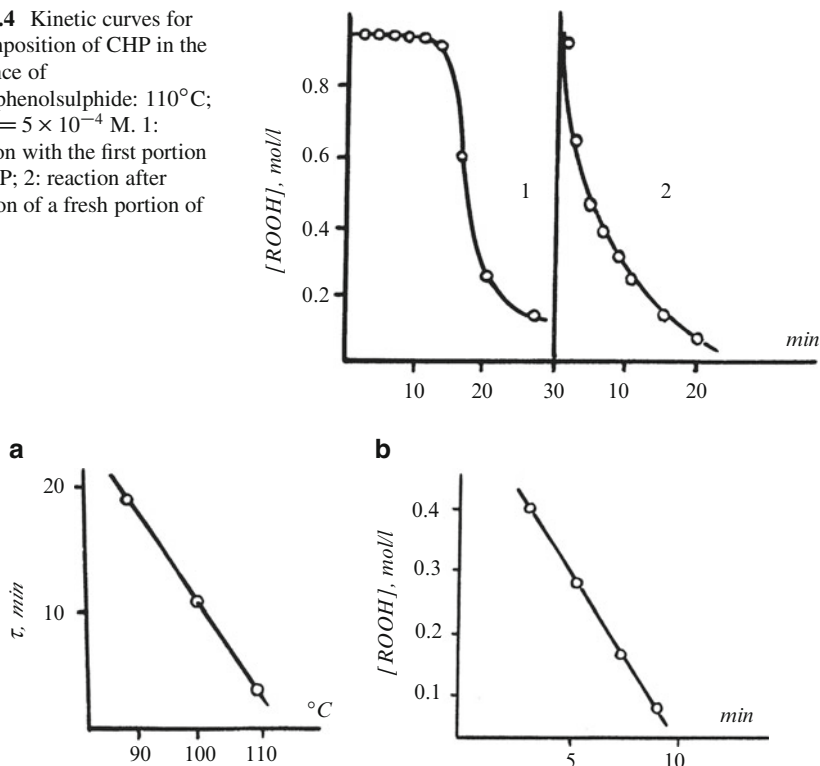 .4 Kinetic curves for
position of CHP in the
ce of
phenolsulphide: 110°C;
= 5 × 10⁻⁴ M. 1:
on with the first portion
P; 2: reaction after
on of a fresh portion of
[ROOH], mol/l
0.8
0.6
0.4
0.2
1
2
min
10
20
30
10
20
a
τ, min
20
10
°C
90
100
110
b
[ROOH], mol/l
0.4
0.3
0.2
0.1
min
5
10